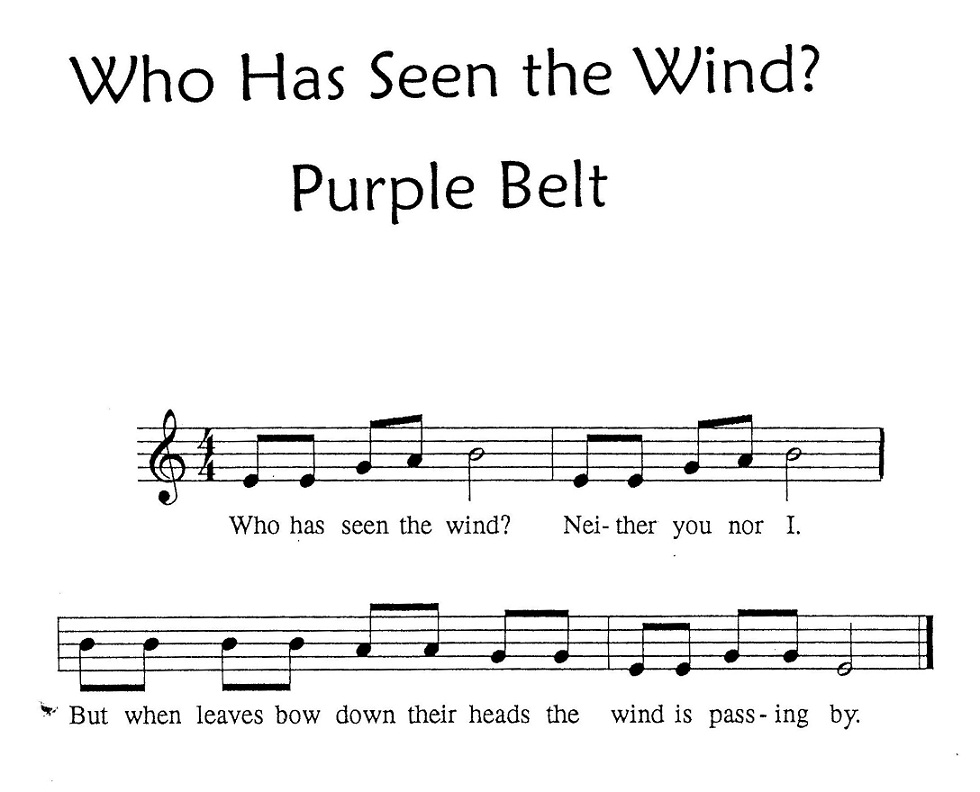 Who Has Seen the Wind?
Purple Belt
4
4
Who has seen the wind? Nei- ther you nor I.
But when leaves bow down their heads the wind is pass- ing by.